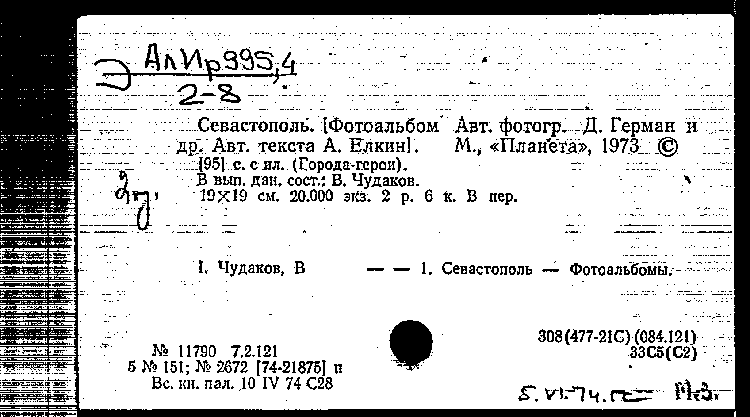 Э АлИр995,4
2-8
Севастополь. [Фотоальбом Авт. фотогр. Д. Герман и
др. Авт. текста А. Елкин]. М., «Планета», 1973 ©
[95] с. с ил. (Города-герои).
В вып. дан. сост.: В. Чудаков.
19×19 см. 20.000 экз. 2 р. 6 к. В пер.
I. Чудаков, В — — 1. Севастополь — Фотоальбомы.
308(477-21С)(084.121)
33С5(С2)
№ 11790 7.2.121
Б № 151; № 2672 [74-21875] п
Вс. кн. пал. 10 IV 74 С28
5.VI.74.